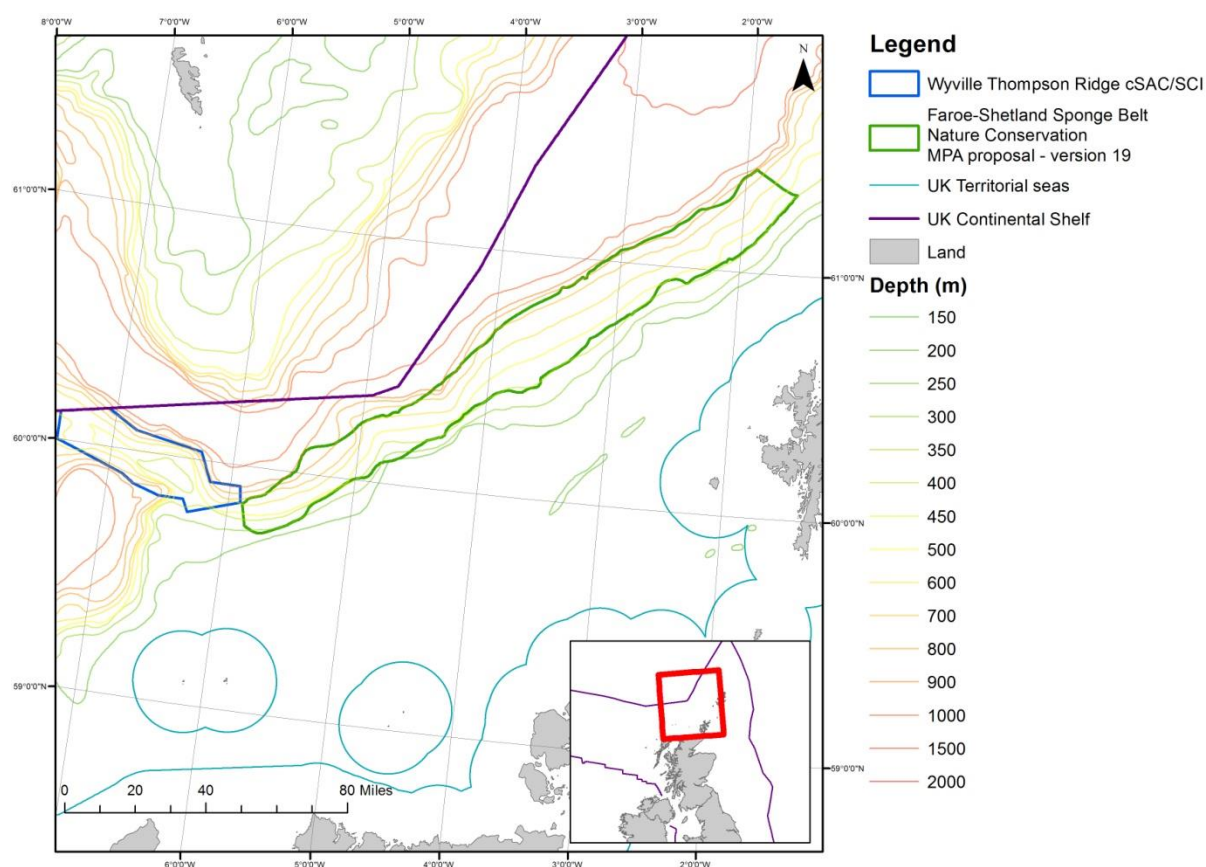 8°0'0"W 7°0'0"W 6°0'0"W 5°0'0"W 4°0'0"W 3°0'0"W 2°0'0"W
N
61°0'0"N
61°0'0"N
60°0'0"N
60°0'0"N
59°0'0"N
59°0'0"N
0 20 40 80 Miles
6°0'0"W 5°0'0"W 4°0'0"W 3°0'0"W 2°0'0"W
Legend
Wyville Thompson Ridge cSAC/SCI
Faroe-Shetland Sponge Belt
Nature Conservation
MPA proposal - version 19
UK Territorial seas
UK Continental Shelf
Land
Depth (m)
150
200
250
300
350
400
450
500
600
700
800
900
1000
1500
2000